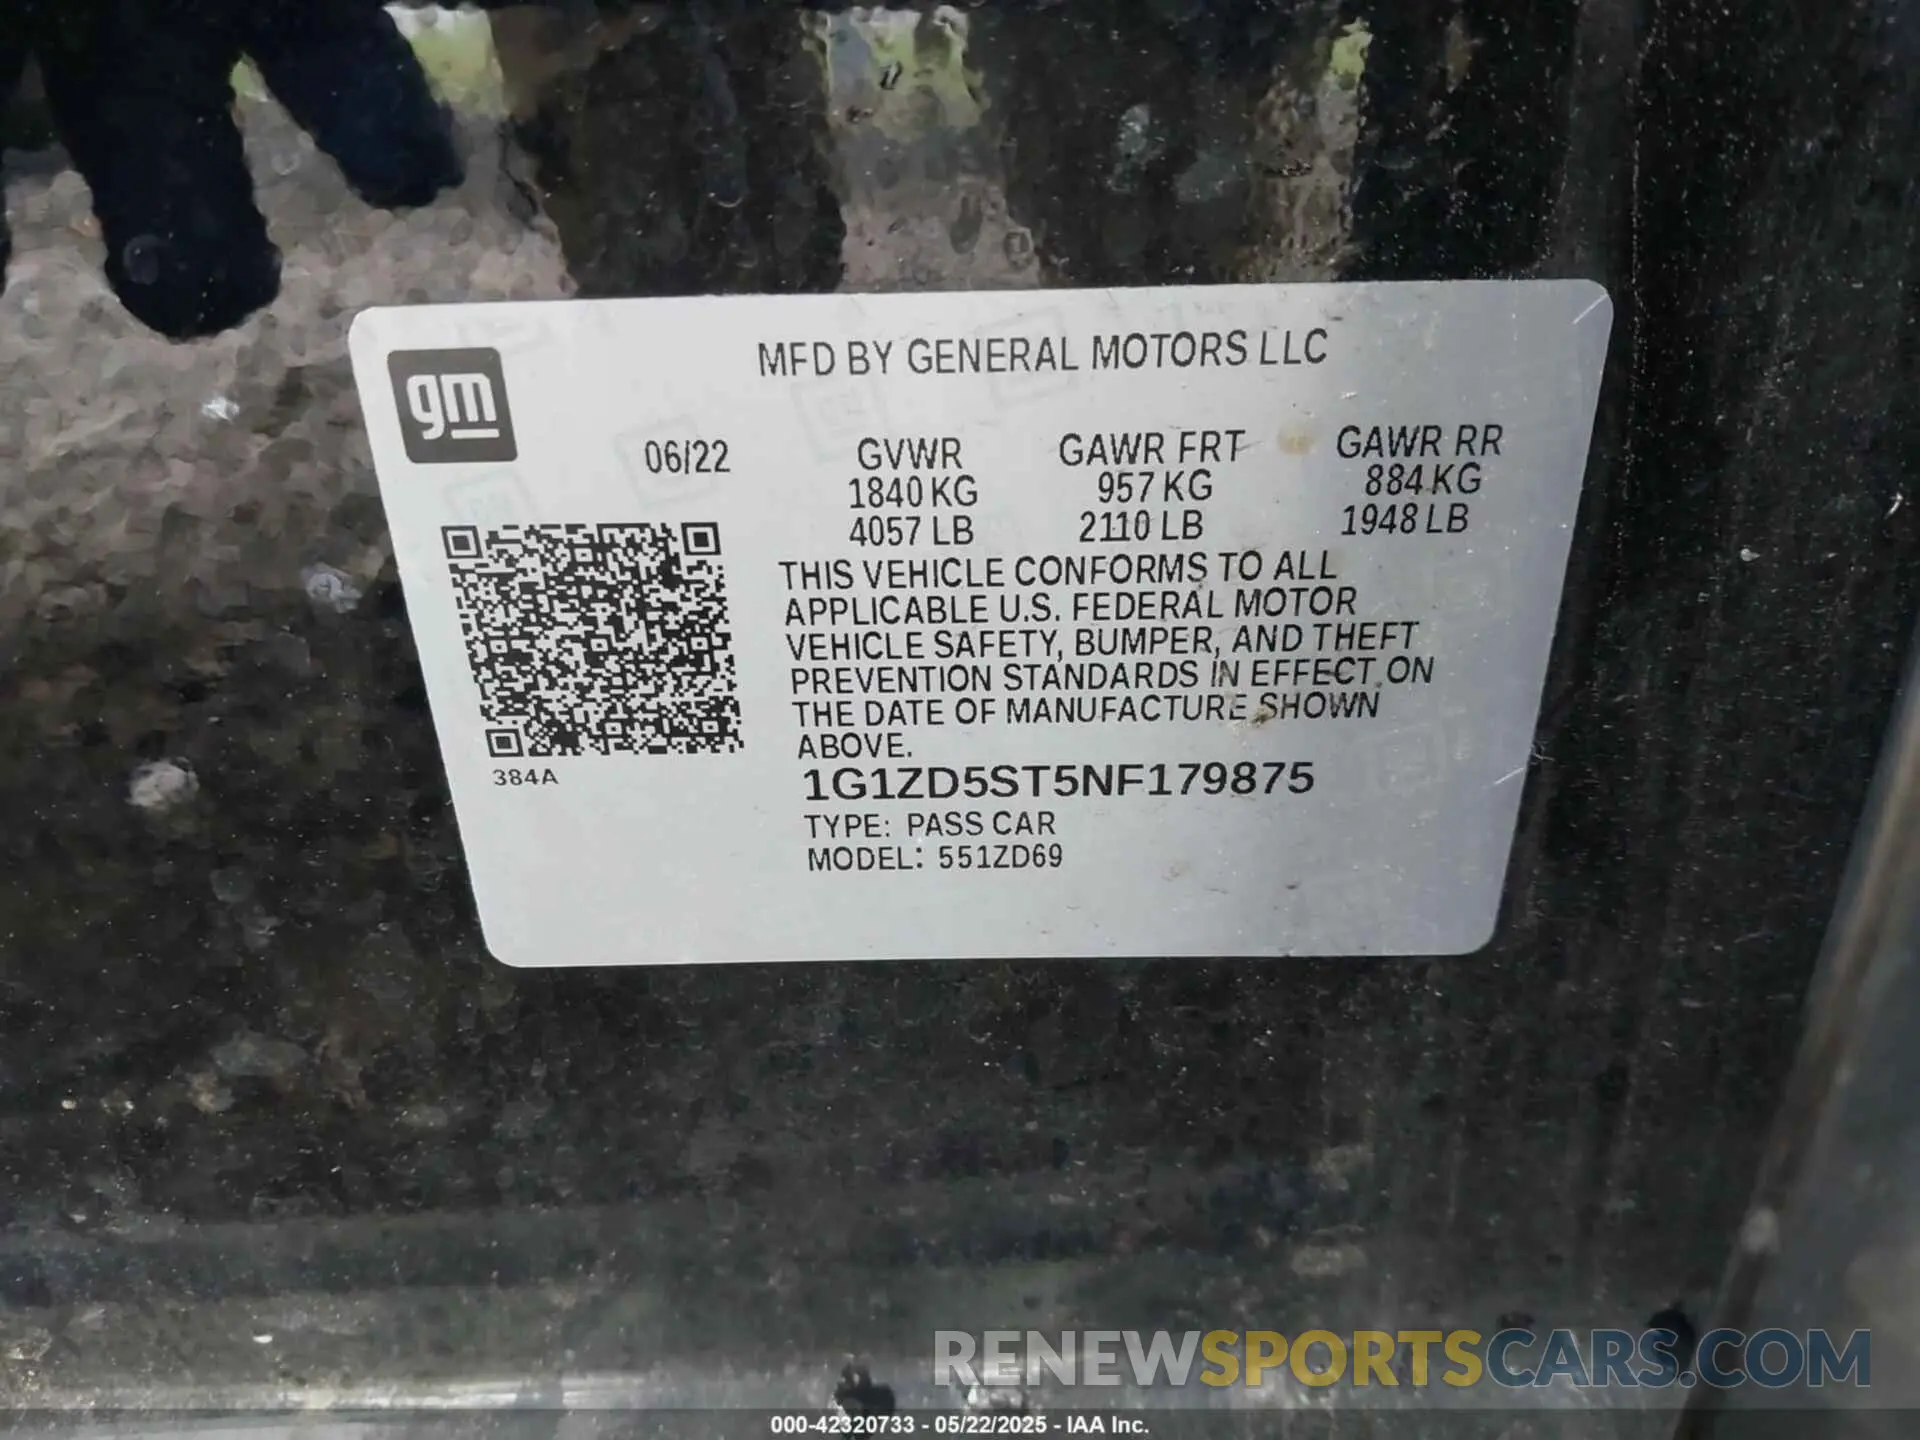 MFD BY GENERAL MOTORS LLC
gm
06/22 GVWR GAWR FRT GAWR RR
1840 KG 957 KG 884 KG
4057 LB 2110 LB 1948 LB
THIS VEHICLE CONFORMS TO ALL
APPLICABLE U.S. FEDERAL MOTOR
VEHICLE SAFETY, BUMPER, AND THEFT
PREVENTION STANDARDS IN EFFECT ON
THE DATE OF MANUFACTURE SHOWN
ABOVE.
384A
1G1ZD5ST5NF179875
TYPE: PASS CAR
MODEL: 551ZD69
RENEWSPORTSCARS.COM
000-42320733 - 05/22/2025 - IAA Inc.